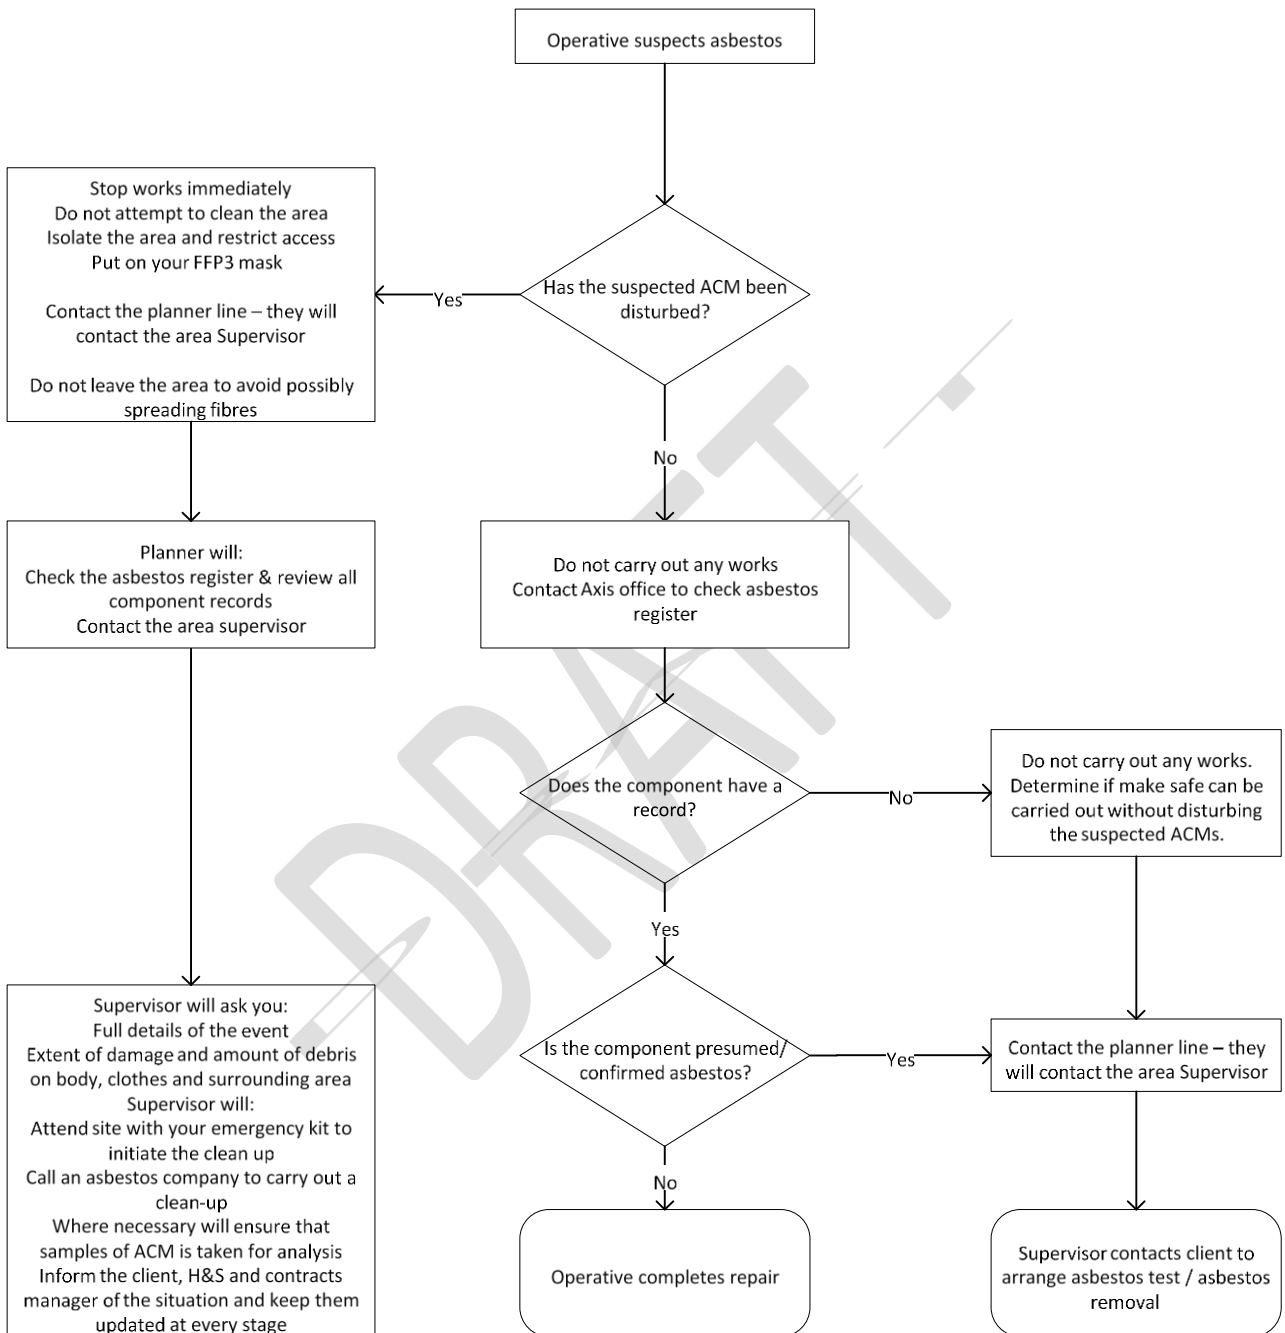 Operative suspects asbestos
Stop works immediately
Do not attempt to clean the area
Isolate the area and restrict access
Put on your FFP3 mask
Contact the planner line – they will
contact the area Supervisor
Do not leave the area to avoid possibly
spreading fibres
Yes
Has the suspected ACM been
disturbed?
No
Planner will:
Check the asbestos register & review all
component records
Contact the area supervisor
Do not carry out any works
Contact Axis office to check asbestos
register
DRAFT
Does the component have a
record?
No
Do not carry out any works.
Determine if make safe can be
carried out without disturbing
the suspected ACMs.
Yes
Supervisor will ask you:
Full details of the event
Extent of damage and amount of debris
on body, clothes and surrounding area
Supervisor will:
Attend site with your emergency kit to
initiate the clean up
Call an asbestos company to carry out a
clean-up
Where necessary will ensure that
samples of ACM is taken for analysis
Inform the client, H&S and contracts
manager of the situation and keep them
updated at every stage
Is the component presumed/
confirmed asbestos?
Yes
Contact the planner line – they
will contact the area Supervisor
No
Operative completes repair
Supervisor contacts client to
arrange asbestos test / asbestos
removal